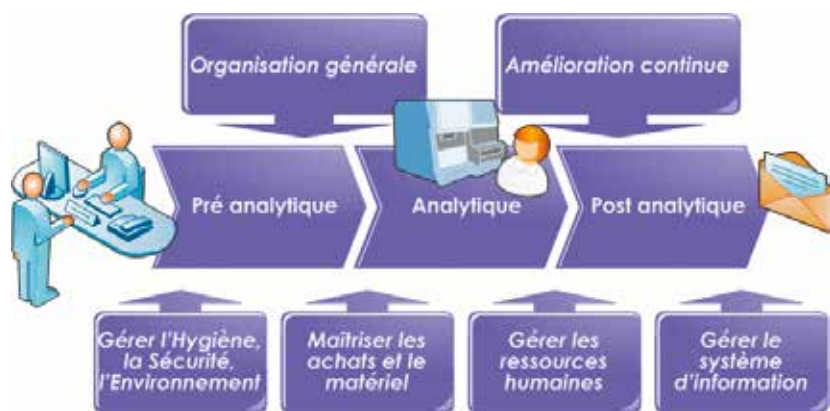 Organisation générale
Amélioration continue
Pré analytique
Analytique
Post analytique
Gérer l'Hygiène,
la Sécurité,
l'Environnement
Maîtriser les
achats et le
matériel
Gérer les
ressources
humaines
Gérer le
système
d'information